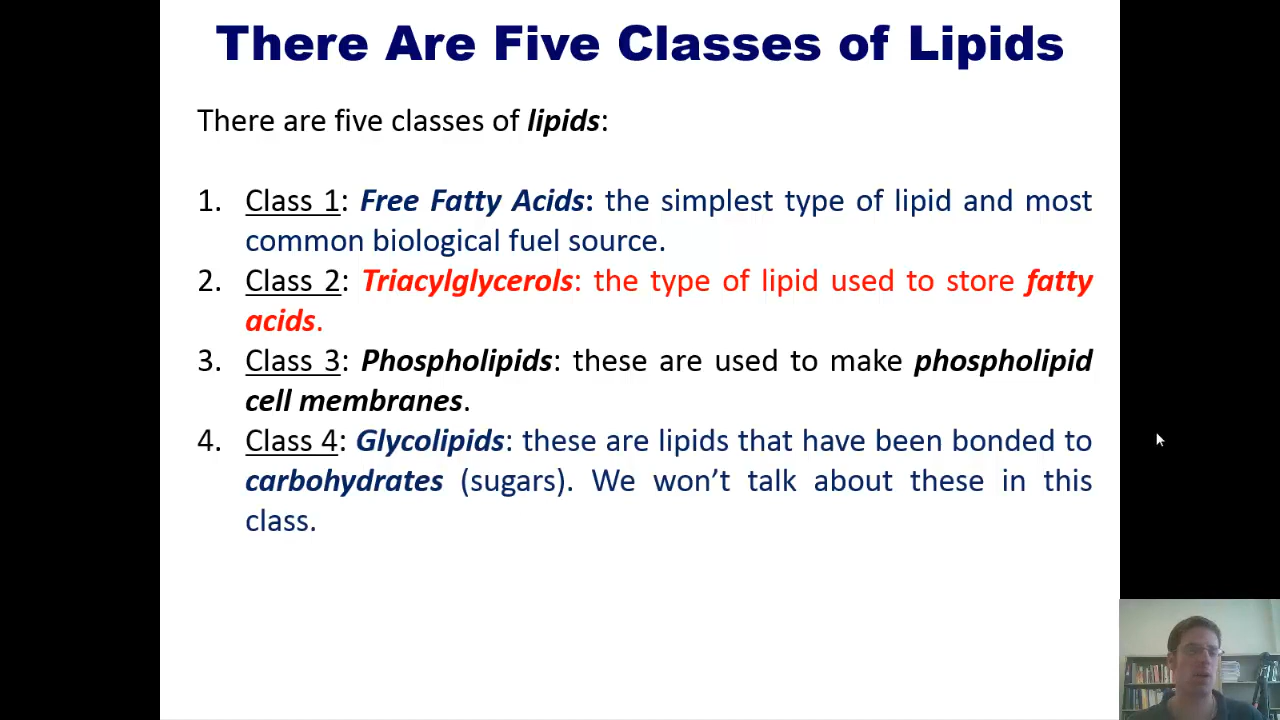 There Are Five Classes of Lipids
There are five classes of lipids:
1. Class 1: Free Fatty Acids: the simplest type of lipid and most
common biological fuel source.
2. Class 2: Triacylglycerols: the type of lipid used to store fatty
acids.
3. Class 3: Phospholipids: these are used to make phospholipid
cell membranes.
4. Class 4: Glycolipids: these are lipids that have been bonded to
carbohydrates (sugars). We won’t talk about these in this
class.